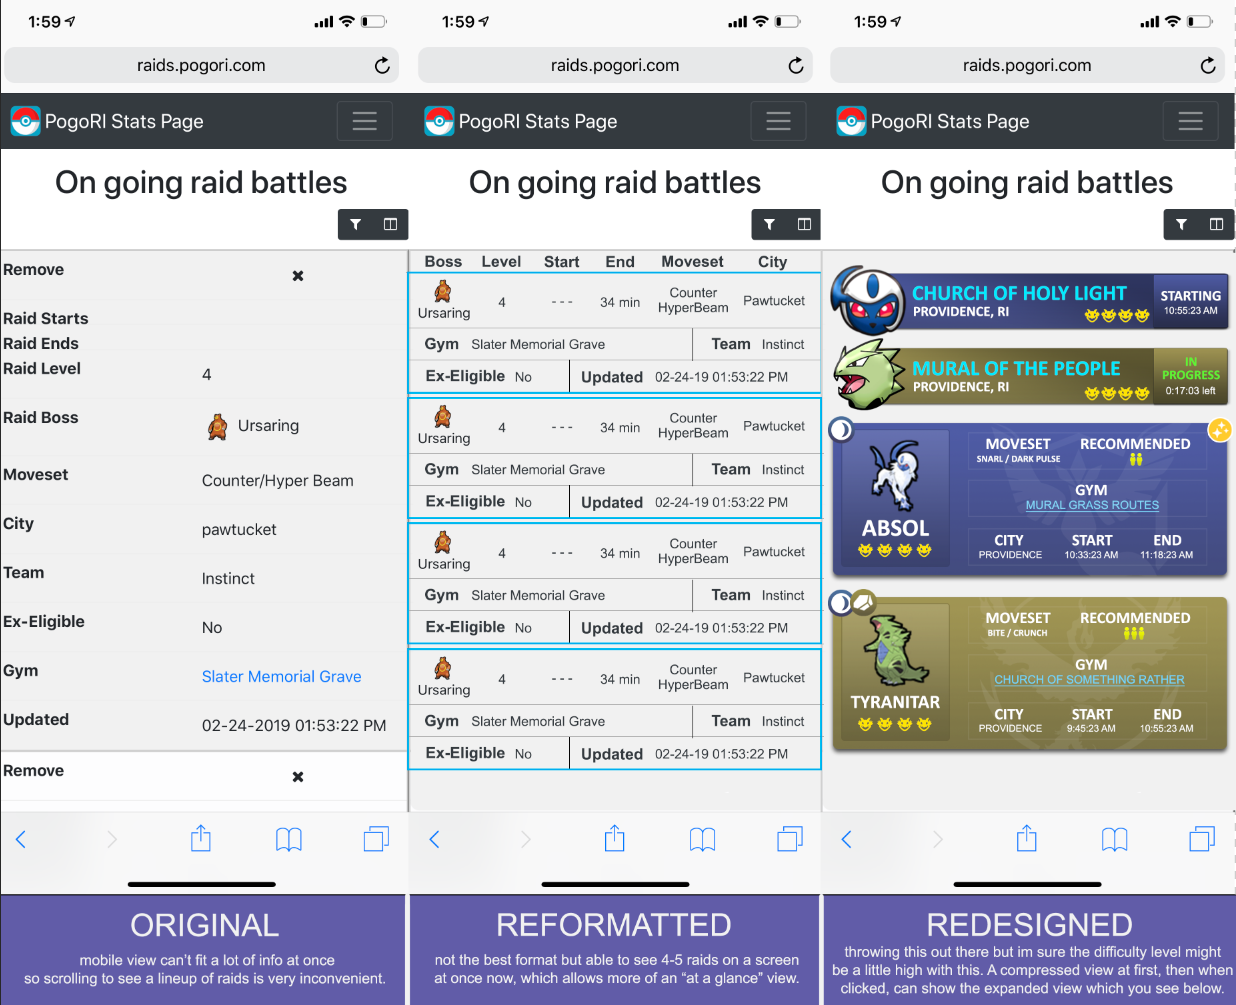 1:59
raids.pogori.com
PogoRI Stats Page
On going raid battles
Remove
Raid Starts
Raid Ends
Raid Level 4
Raid Boss Ursaring
Moveset Counter/Hyper Beam
City pawtucket
Team Instinct
Ex-Eligible No
Gym Slater Memorial Grave
Updated 02-24-2019 01:53:22 PM
Remove
ORIGINAL
mobile view can't fit a lot of info at once
so scrolling to see a lineup of raids is very inconvenient.
1:59
raids.pogori.com
PogoRI Stats Page
On going raid battles
Boss Level Start End Moveset City
Ursaring 4 --- 34 min Counter HyperBeam Pawtucket
Gym Slater Memorial Grave Team Instinct
Ex-Eligible No Updated 02-24-19 01:53:22 PM
Ursaring 4 --- 34 min Counter HyperBeam Pawtucket
Gym Slater Memorial Grave Team Instinct
Ex-Eligible No Updated 02-24-19 01:53:22 PM
Ursaring 4 --- 34 min Counter HyperBeam Pawtucket
Gym Slater Memorial Grave Team Instinct
Ex-Eligible No Updated 02-24-19 01:53:22 PM
Ursaring 4 --- 34 min Counter HyperBeam Pawtucket
Gym Slater Memorial Grave Team Instinct
Ex-Eligible No Updated 02-24-19 01:53:22 PM
REFORMATTED
not the best format but able to see 4-5 raids on a screen
at once now, which allows more of an “at a glance” view.
1:59
raids.pogori.com
PogoRI Stats Page
On going raid battles
CHURCH OF HOLY LIGHT STARTING
PROVIDENCE, RI 10:55:23 AM
MURAL OF THE PEOPLE IN PROGRESS
PROVIDENCE, RI 0:17:03 left
MOVESET RECOMMENDED
SNARL / DARK PULSE
GYM
MURAL GRASS ROUTES
ABSOL
CITY START END
PROVIDENCE 10:33:23 AM 11:18:23 AM
MOVESET RECOMMENDED
BITE / CRUNCH
GYM
CHURCH OF SOMETHING RATHER
TYRANITAR
CITY START END
PROVIDENCE 9:45:23 AM 10:55:23 AM
REDESIGNED
throwing this out there but im sure the difficulty level might
be a little high with this. A compressed view at first, then when
clicked, can show the expanded view which you see below.